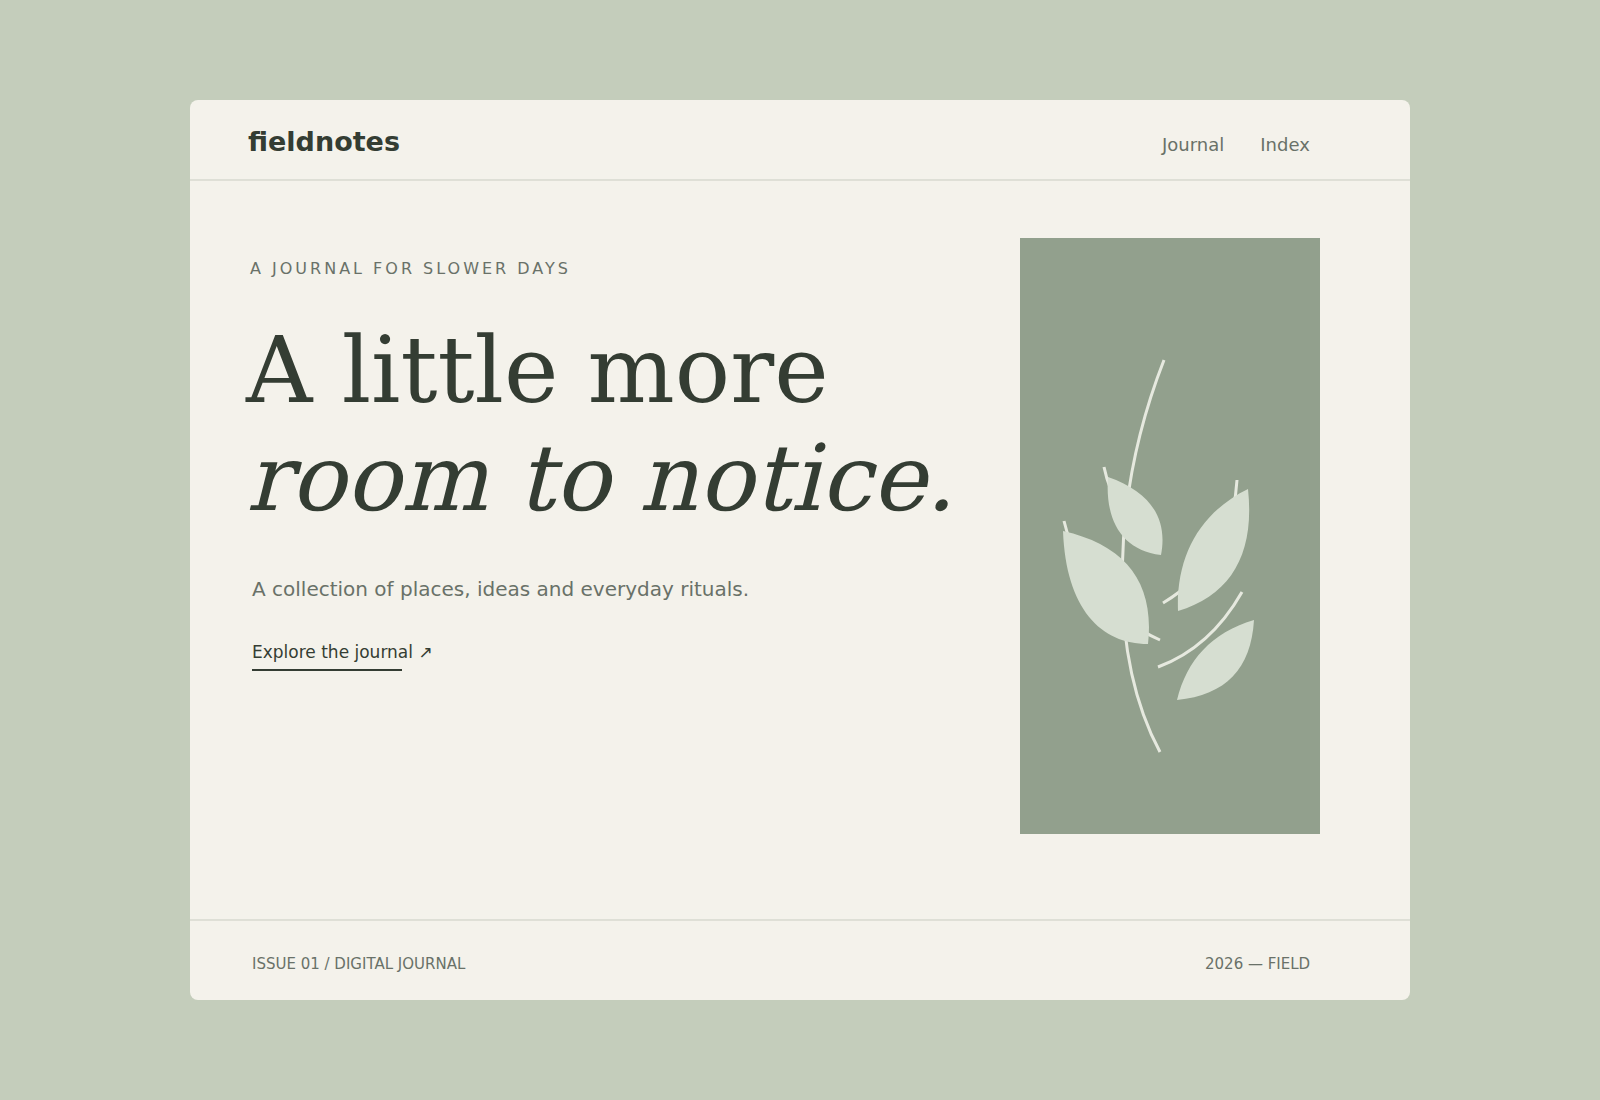 fieldnotes
Journal Index
A JOURNAL FOR SLOWER DAYS
A little more
room to notice.
A collection of places, ideas and everyday rituals.
Explore the journal ↗
ISSUE 01 / DIGITAL JOURNAL
2026 — FIELD